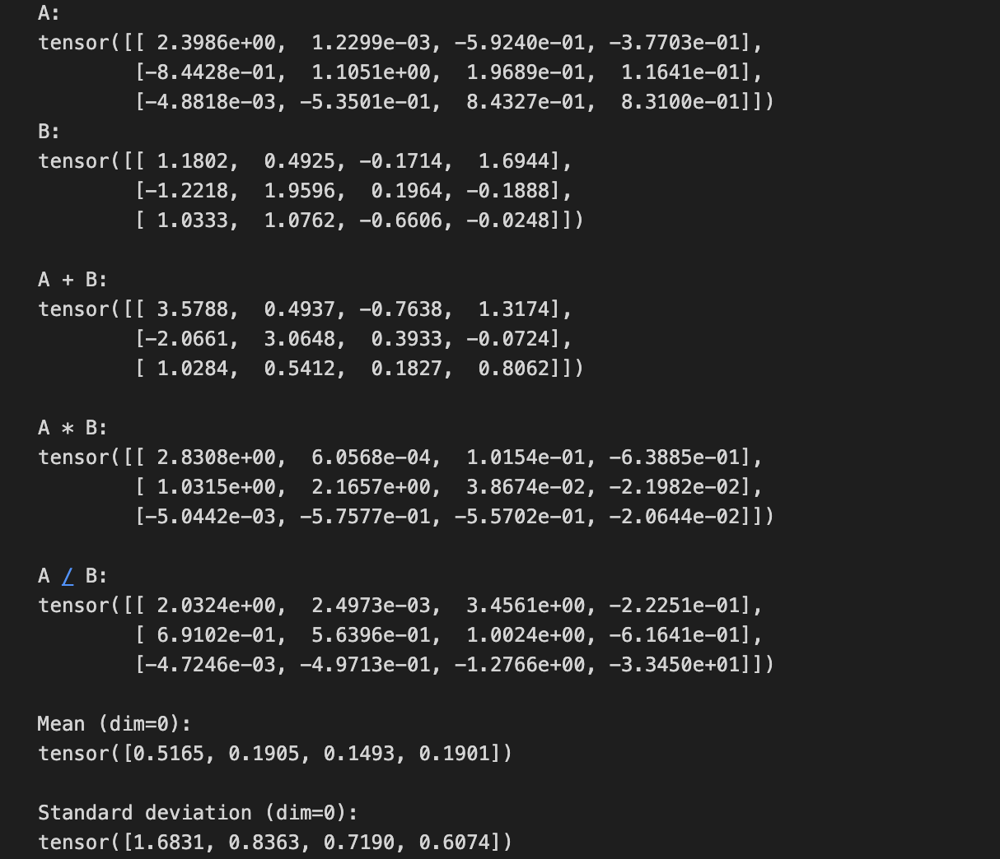 A:
tensor([[ 2.3986e+00,  1.2299e-03, -5.9240e-01, -3.7703e-01],
        [-8.4428e-01,  1.1051e+00,  1.9689e-01,  1.1641e-01],
        [-4.8818e-03, -5.3501e-01,  8.4327e-01,  8.3100e-01]])
B:
tensor([[ 1.1802,  0.4925, -0.1714,  1.6944],
        [-1.2218,  1.9596,  0.1964, -0.1888],
        [ 1.0333,  1.0762, -0.6606, -0.0248]])

A + B:
tensor([[ 3.5788,  0.4937, -0.7638,  1.3174],
        [-2.0661,  3.0648,  0.3933, -0.0724],
        [ 1.0284,  0.5412,  0.1827,  0.8062]])

A * B:
tensor([[ 2.8308e+00,  6.0568e-04,  1.0154e-01, -6.3885e-01],
        [ 1.0315e+00,  2.1657e+00,  3.8674e-02, -2.1982e-02],
        [-5.0442e-03, -5.7577e-01, -5.5702e-01, -2.0644e-02]])

A / B:
tensor([[ 2.0324e+00,  2.4973e-03,  3.4561e+00, -2.2251e-01],
        [ 6.9102e-01,  5.6396e-01,  1.0024e+00, -6.1641e-01],
        [-4.7246e-03, -4.9713e-01, -1.2766e+00, -3.3450e+01]])

Mean (dim=0):
tensor([0.5165, 0.1905, 0.1493, 0.1901])

Standard deviation (dim=0):
tensor([1.6831, 0.8363, 0.7190, 0.6074])